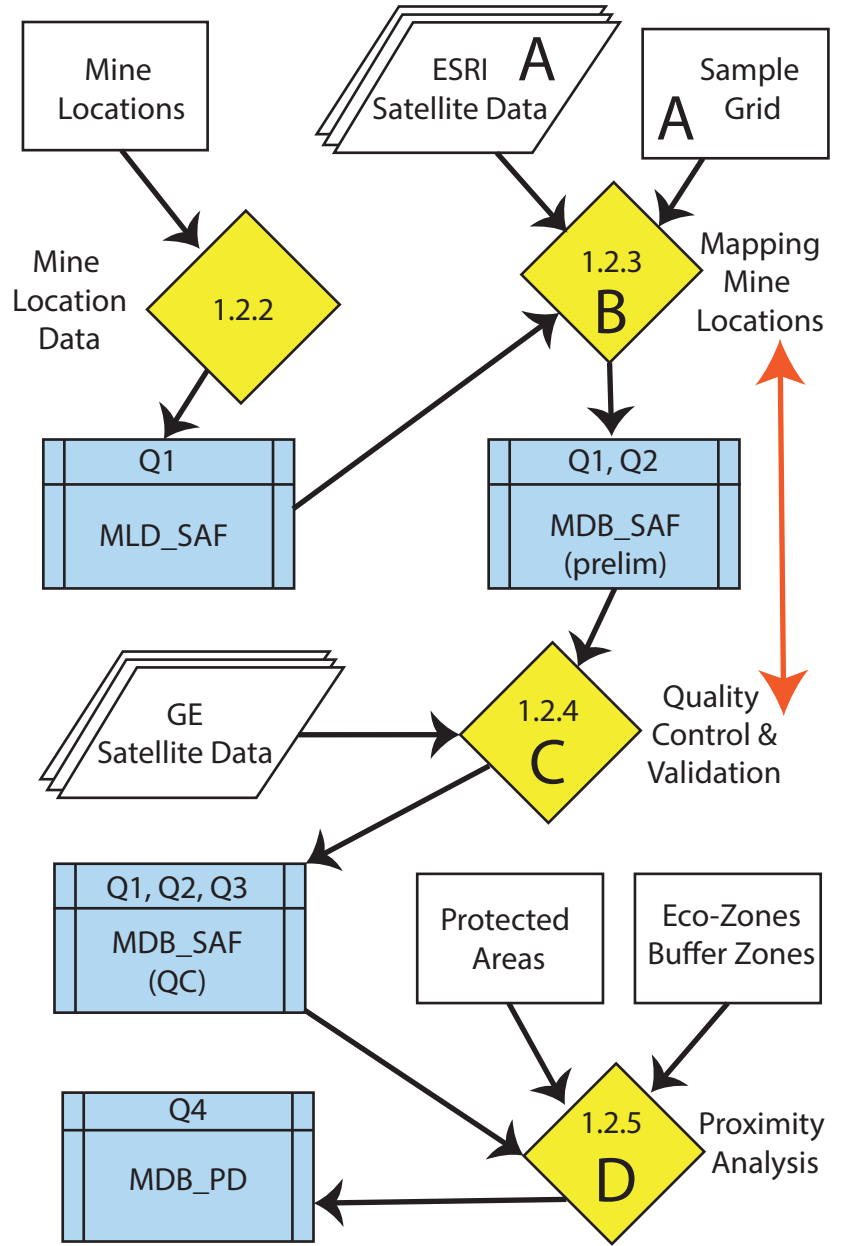 Mine
Locations
ESRI A
Satellite Data
Sample
Grid
A
Mine
Location
Data
1.2.2
1.2.3
B
Mapping
Mine
Locations
Q1
MLD_SAF
Q1, Q2
MDB_SAF
(prelim)
GE
Satellite Data
1.2.4
C
Quality
Control &
Validation
Q1, Q2, Q3
MDB_SAF
(QC)
Protected
Areas
Eco-Zones
Buffer Zones
Q4
MDB_PD
1.2.5
D
Proximity
Analysis